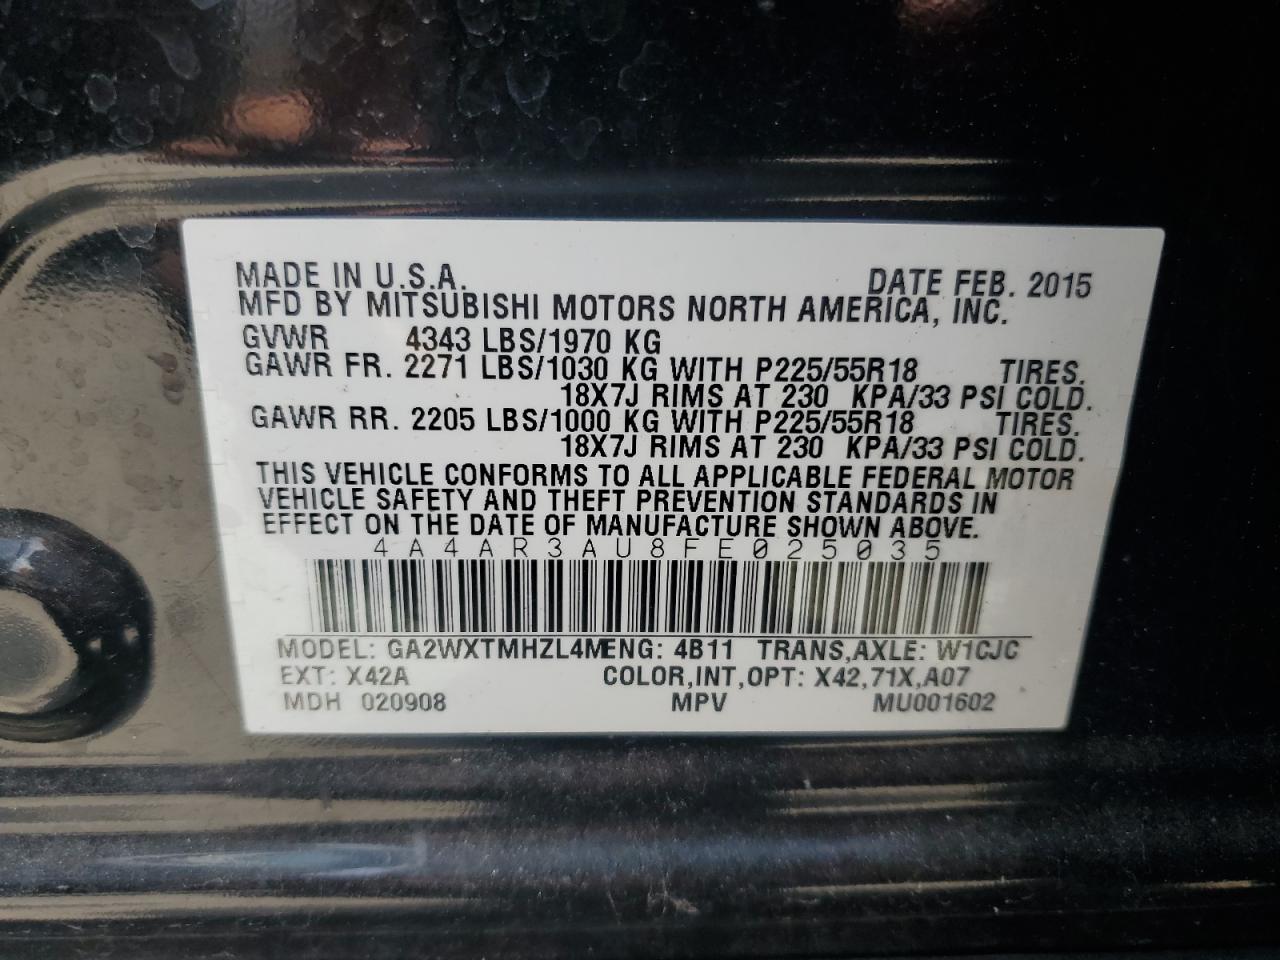 MADE IN U.S.A. DATE FEB. 2015
MFD BY MITSUBISHI MOTORS NORTH AMERICA, INC.
GVWR 4343 LBS/1970 KG
GAWR FR. 2271 LBS/1030 KG WITH P225/55R18 TIRES.
18X7J RIMS AT 230 KPA/33 PSI COLD.
GAWR RR. 2205 LBS/1000 KG WITH P225/55R18 TIRES.
18X7J RIMS AT 230 KPA/33 PSI COLD.
THIS VEHICLE CONFORMS TO ALL APPLICABLE FEDERAL MOTOR
VEHICLE SAFETY AND THEFT PREVENTION STANDARDS IN
EFFECT ON THE DATE OF MANUFACTURE SHOWN ABOVE.
4A4AR3AU8FE025035
MODEL: GA2WXTMHZL4MENG: 4B11 TRANS,AXLE: W1CJC
EXT: X42A COLOR,INT,OPT: X42,71X,A07
MDH 020908 MPV MU001602